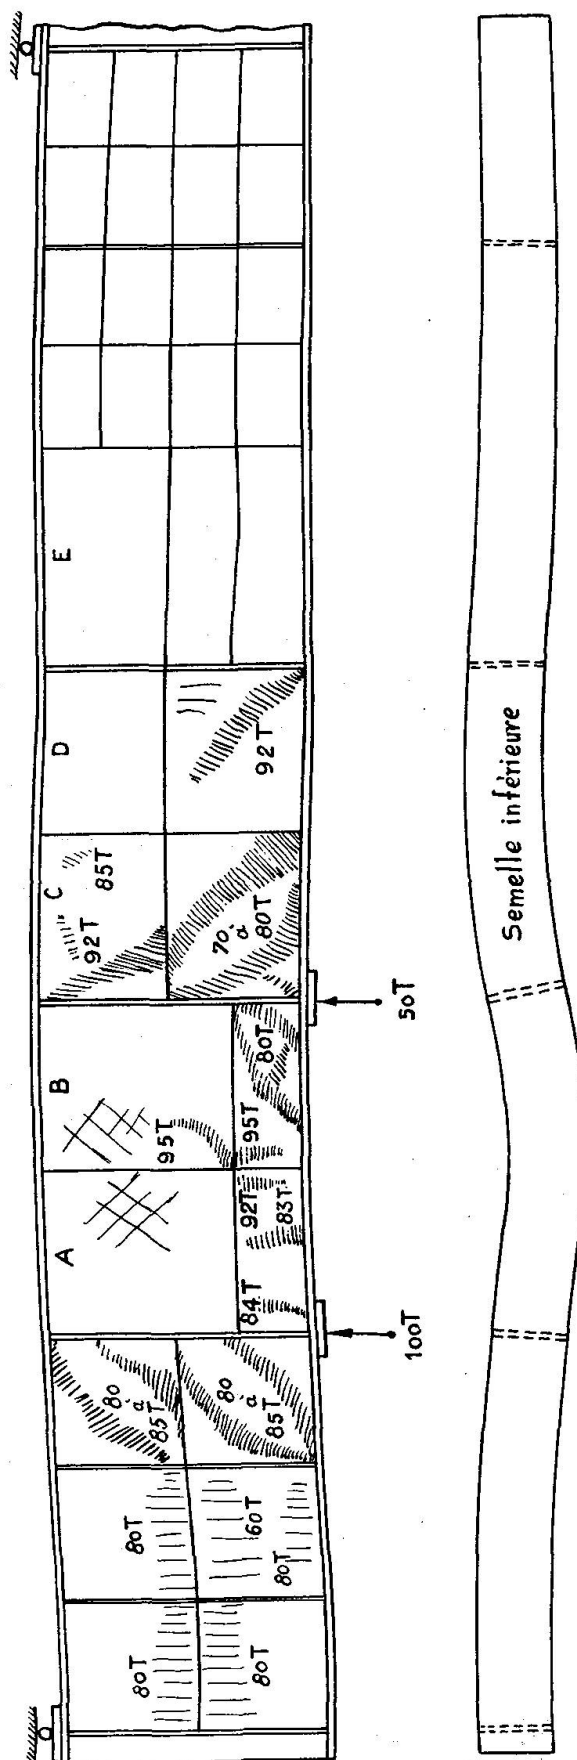 80T
80T
80T
60T
80T
80
à
85T
80
à
85T
A
84T
92T
83T
B
95T
95T
80T
C
92T
85T
70
à
80T
D
92T
E
100T
50T
Semelle inférieure